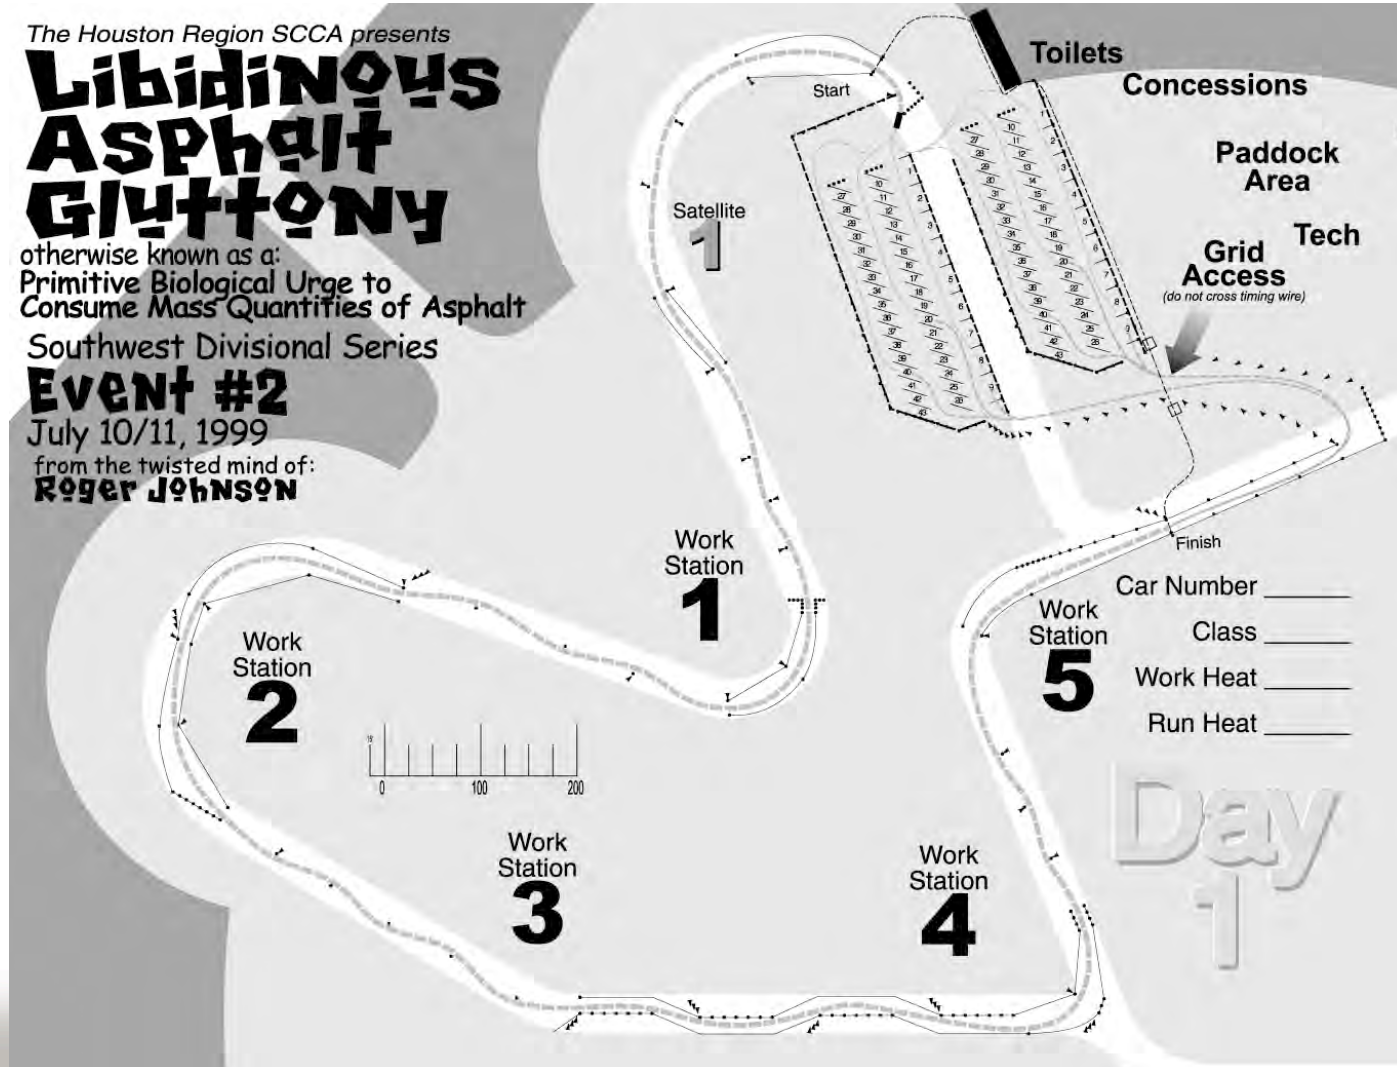 The Houston Region SCCA presents
Libidinous
Asphalt
Gluttony
otherwise known as a:
Primitive Biological Urge to
Consume Mass Quantities of Asphalt
Southwest Divisional Series
Event #2
July 10/11, 1999
from the twisted mind of:
Roger Johnson
Toilets
Concessions
Paddock
Area
Tech
Grid
Access
(do not cross timing wire)
Start
Satellite
1
Work
Station
1
Finish
Car Number
Class
Work Heat
Run Heat
Work
Station
5
Work
Station
2
0 100 200
Work
Station
3
Work
Station
4
Day
1